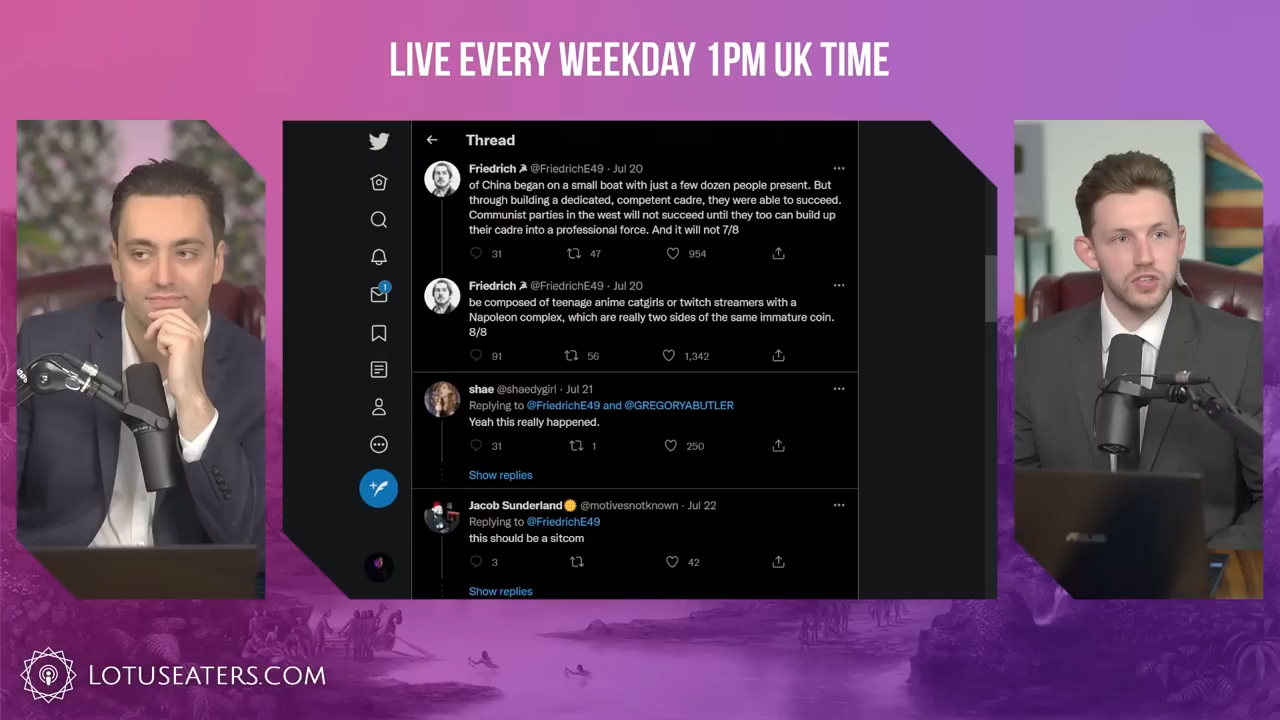 LIVE EVERY WEEKDAY 1PM UK TIME
Thread
Friedrich @FriedrichE49 · Jul 20
of China began on a small boat with just a few dozen people present. But
through building a dedicated, competent cadre, they were able to succeed.
Communist parties in the west will not succeed until they too can build up
their cadre into a professional force. And it will not 7/8
31 47 954
Friedrich @FriedrichE49 · Jul 20
be composed of teenage anime catgirls or twitch streamers with a
Napoleon complex, which are really two sides of the same immature coin.
8/8
91 56 1,342
shae @shaedygirl · Jul 21
Replying to @FriedrichE49 and @GREGORYABUTLER
Yeah this really happened.
31 1 250
Show replies
Jacob Sunderland @motivesnotknown · Jul 22
Replying to @FriedrichE49
this should be a sitcom
3 42
Show replies
1
ASUS
LOTUSEATERS.COM